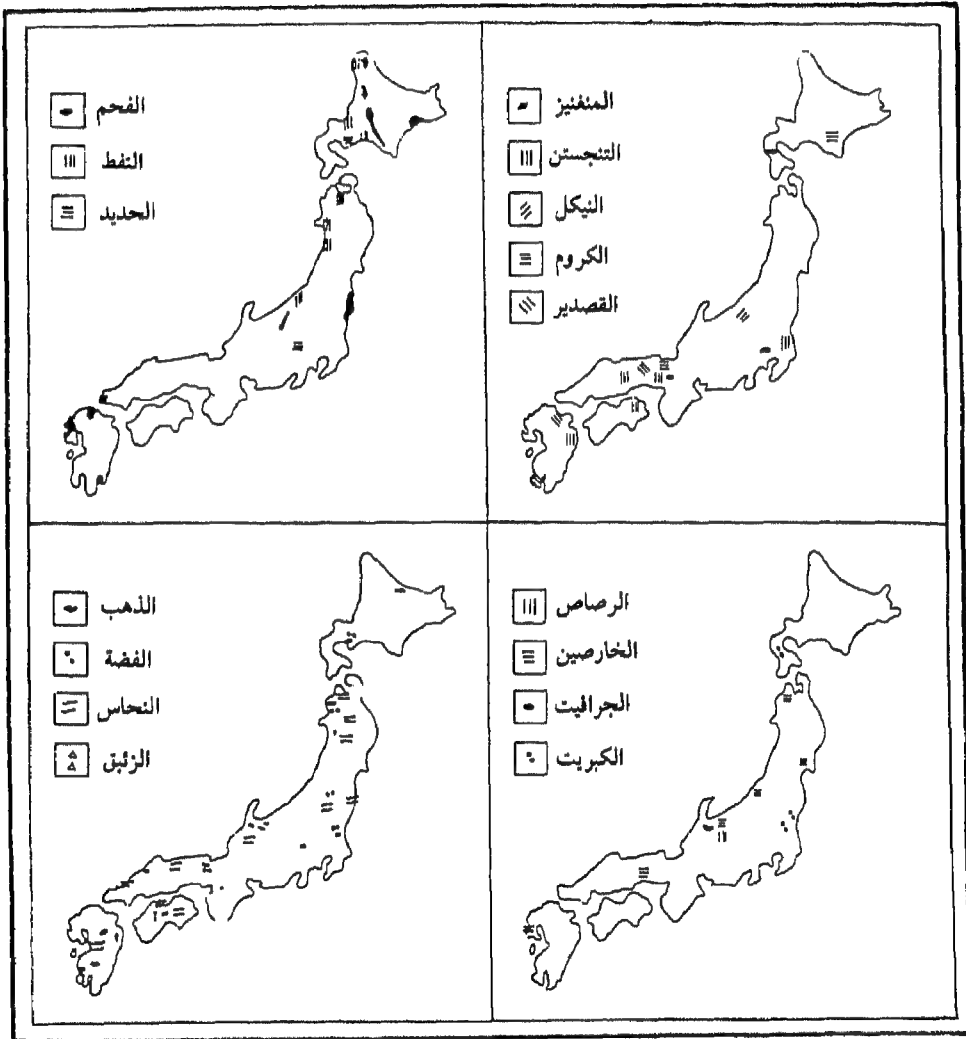 المنغنيز
التنجستن
النيكل
الكروم
القصدير
الفحم
النفط
الحديد
الرصاص
الخارصين
الجرافيت
الكبريت
الذهب
الفضة
النحاس
الزئبق